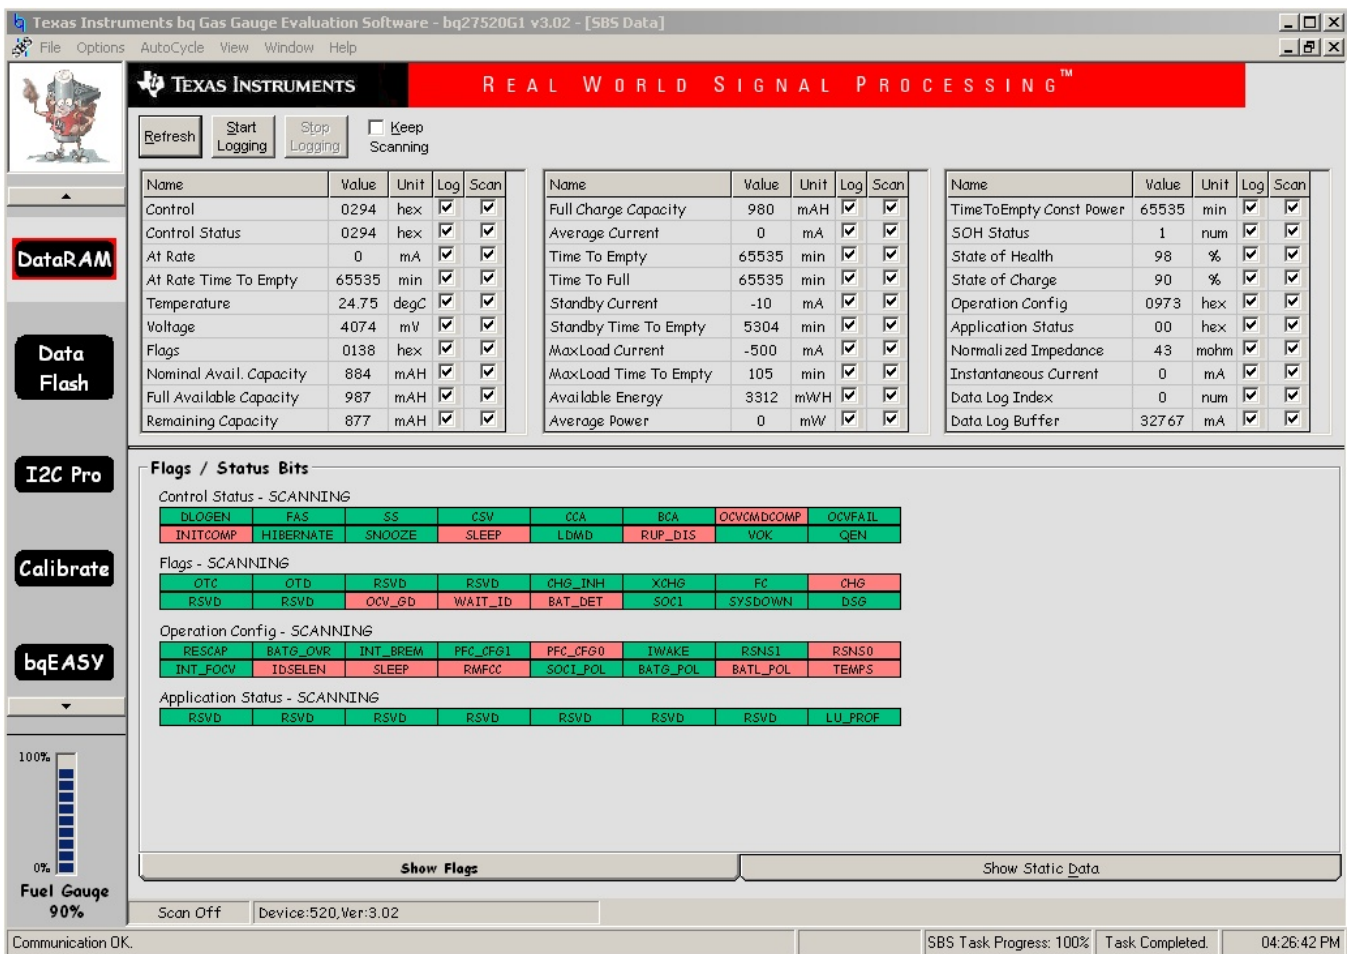 Texas Instruments bq Gas Gauge Evaluation Software - bq27520G1 v3.02 - [SBS Data]
File Options AutoCycle View Window Help
TEXAS INSTRUMENTS REAL WORLD SIGNAL PROCESSING™
Refresh Start Logging Stop Logging Keep Scanning
Name Value Unit Log Scan
Control 0294 hex
Control Status 0294 hex
At Rate 0 mA
At Rate Time To Empty 65535 min
Temperature 24.75 degC
Voltage 4074 mV
Flags 0138 hex
Nominal Avail. Capacity 884 mAH
Full Available Capacity 987 mAH
Remaining Capacity 877 mAH
Name Value Unit Log Scan
Full Charge Capacity 980 mAH
Average Current 0 mA
Time To Empty 65535 min
Time To Full 65535 min
Standby Current -10 mA
Standby Time To Empty 5304 min
MaxLoad Current -500 mA
MaxLoad Time To Empty 105 min
Available Energy 3312 mWH
Average Power 0 mW
Name Value Unit Log Scan
TimeToEmpty Const Power 65535 min
SOH Status 1 num
State of Health 98 %
State of Charge 90 %
Operation Config 0973 hex
Application Status 00 hex
Normalized Impedance 43 mohm
Instantaneous Current 0 mA
Data Log Index 0 num
Data Log Buffer 32767 mA
DataRAM
Data
Flash
I2C Pro
Calibrate
bqEASY
100%
0%
Fuel Gauge
90%
Flags / Status Bits
Control Status - SCANNING
DLOGEN FAS SS CSV CCA BCA OCVCMDCOMP OCVFAIL
INITCOMP HIBERNATE SNOOZE SLEEP LDMD RUP_DIS VOK QEN
Flags - SCANNING
OTC OTD RSVD RSVD CHG_INH XCHG FC CHG
RSVD RSVD OCV_GD WAIT_ID BAT_DET SOC1 SYSDOWN DSG
Operation Config - SCANNING
RESCAP BATG_OVR INT_BREM PFC_CFG1 PFC_CFG0 IWAKE RSNS1 RSNS0
INT_FOCV IDSELEN SLEEP RMFCC SOCI_POL BATG_POL BATL_POL TEMPS
Application Status - SCANNING
RSVD RSVD RSVD RSVD RSVD RSVD RSVD LU_PROF
Show Flags Show Static Data
Scan Off Device:520,Ver:3.02
Communication OK. SBS Task Progress: 100% Task Completed. 04:26:42 PM